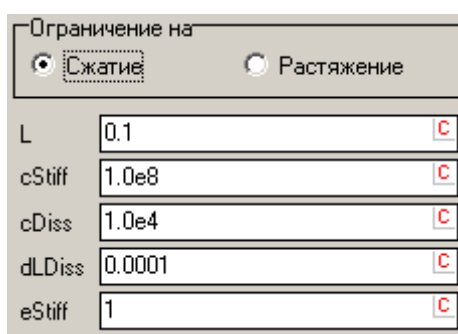 Ограничение на
Сжатие Растяжение
L 0.1 C
cStiff 1.0e8 C
cDiss 1.0e4 C
dLDiss 0.0001 C
eStiff 1 C